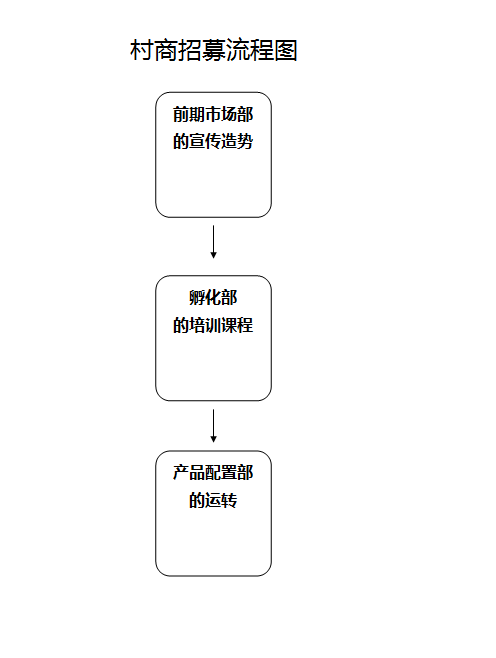 村商招募流程图
前期市场部
的宣传造势
孵化部
的培训课程
产品配置部
的运转